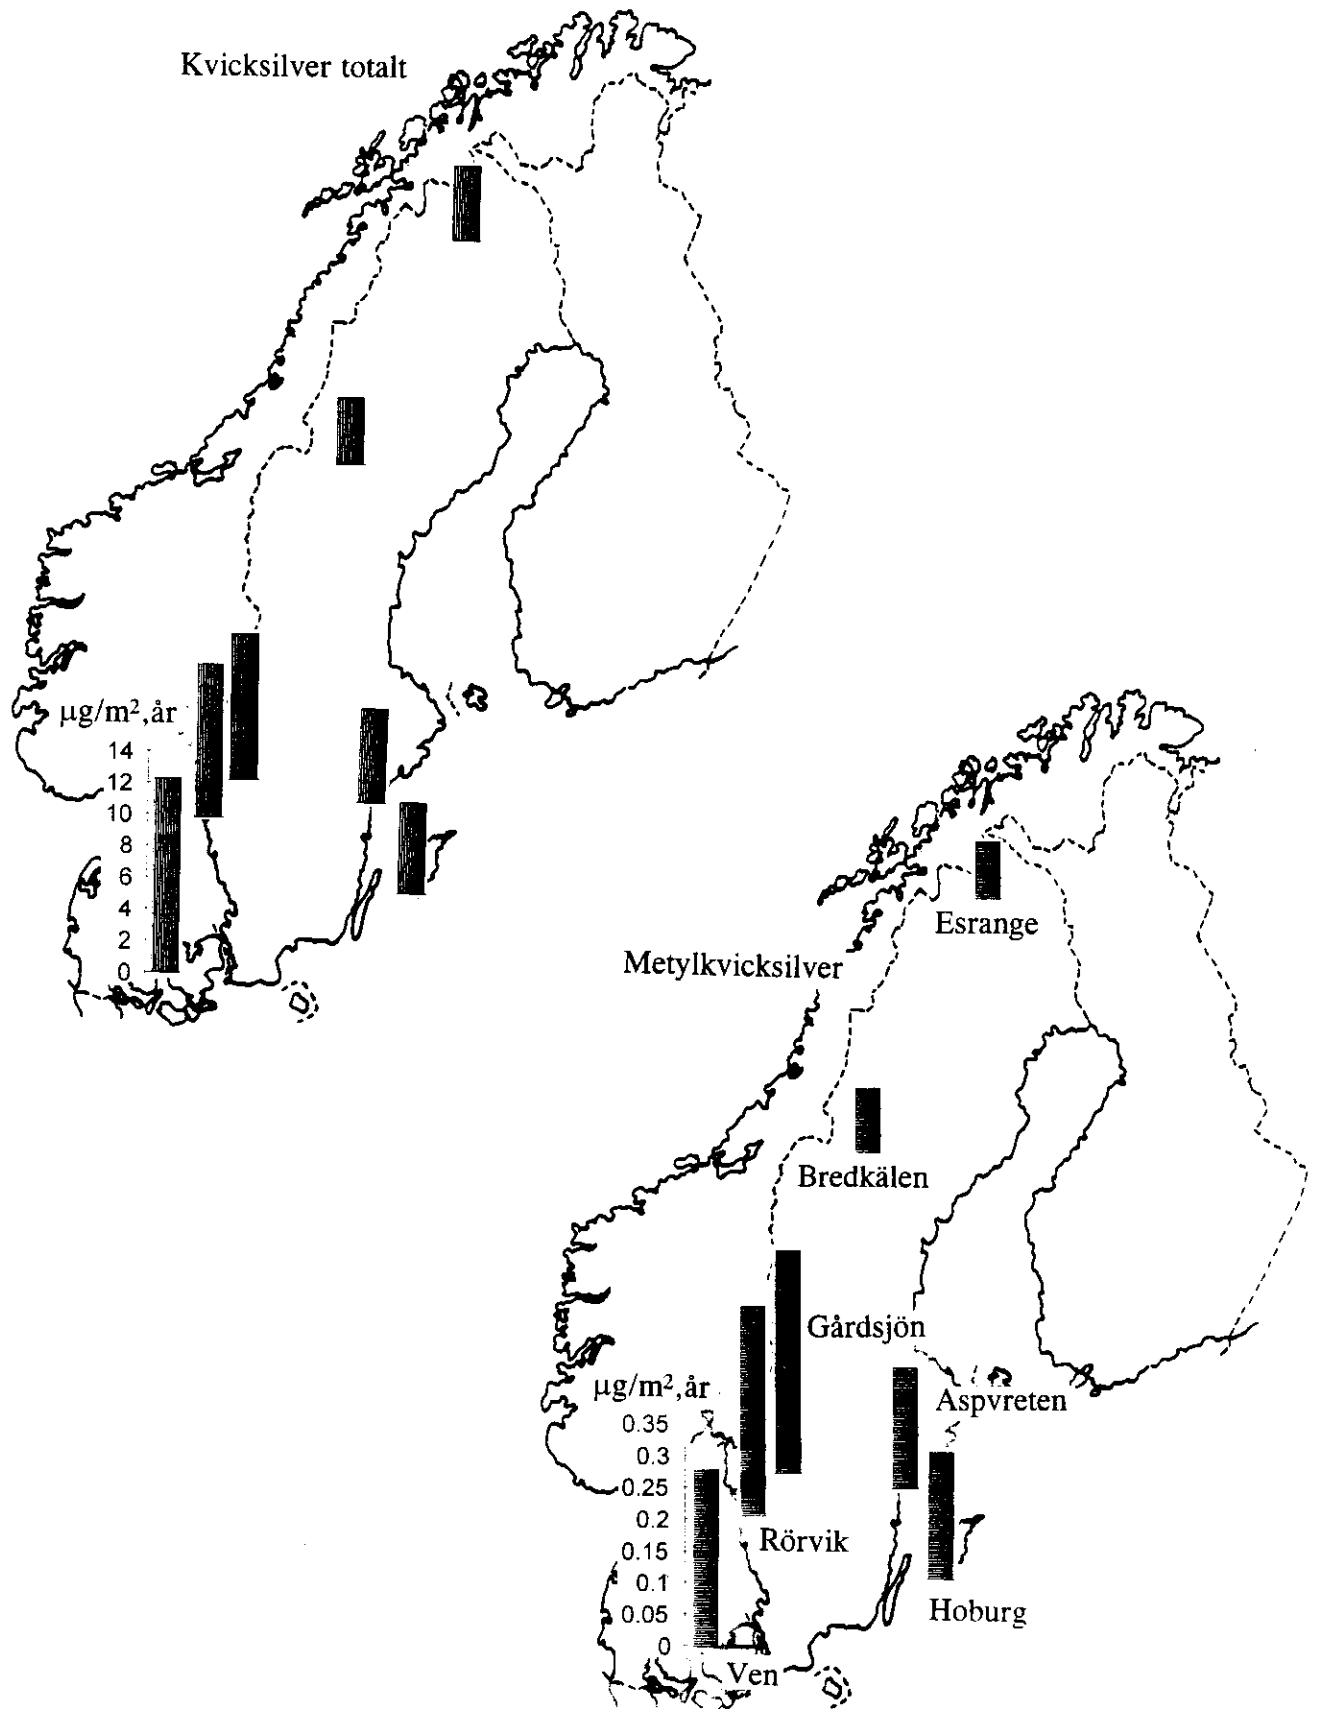 Kvicksilver totalt
µg/m²,år
14
12
10
8
6
4
2
0
Metylkvicksilver
Esrange
Bredkälen
Gårdsjön
Aspvreten
µg/m²,år
0.35
0.3
0.25
0.2
0.15
0.1
0.05
0
Rörvik
Hoburg
Ven